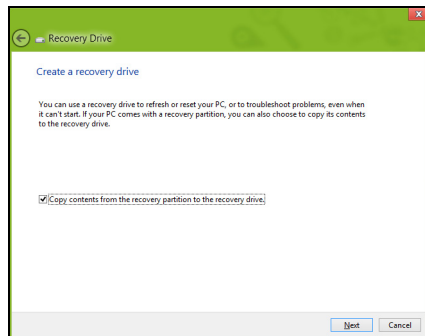 Recovery Drive
Create a recovery drive
You can use a recovery drive to refresh or reset your PC, or to troubleshoot problems, even when
it can't start. If your PC comes with a recovery partition, you can also choose to copy its contents
to the recovery drive.
Copy contents from the recovery partition to the recovery drive.
Next Cancel